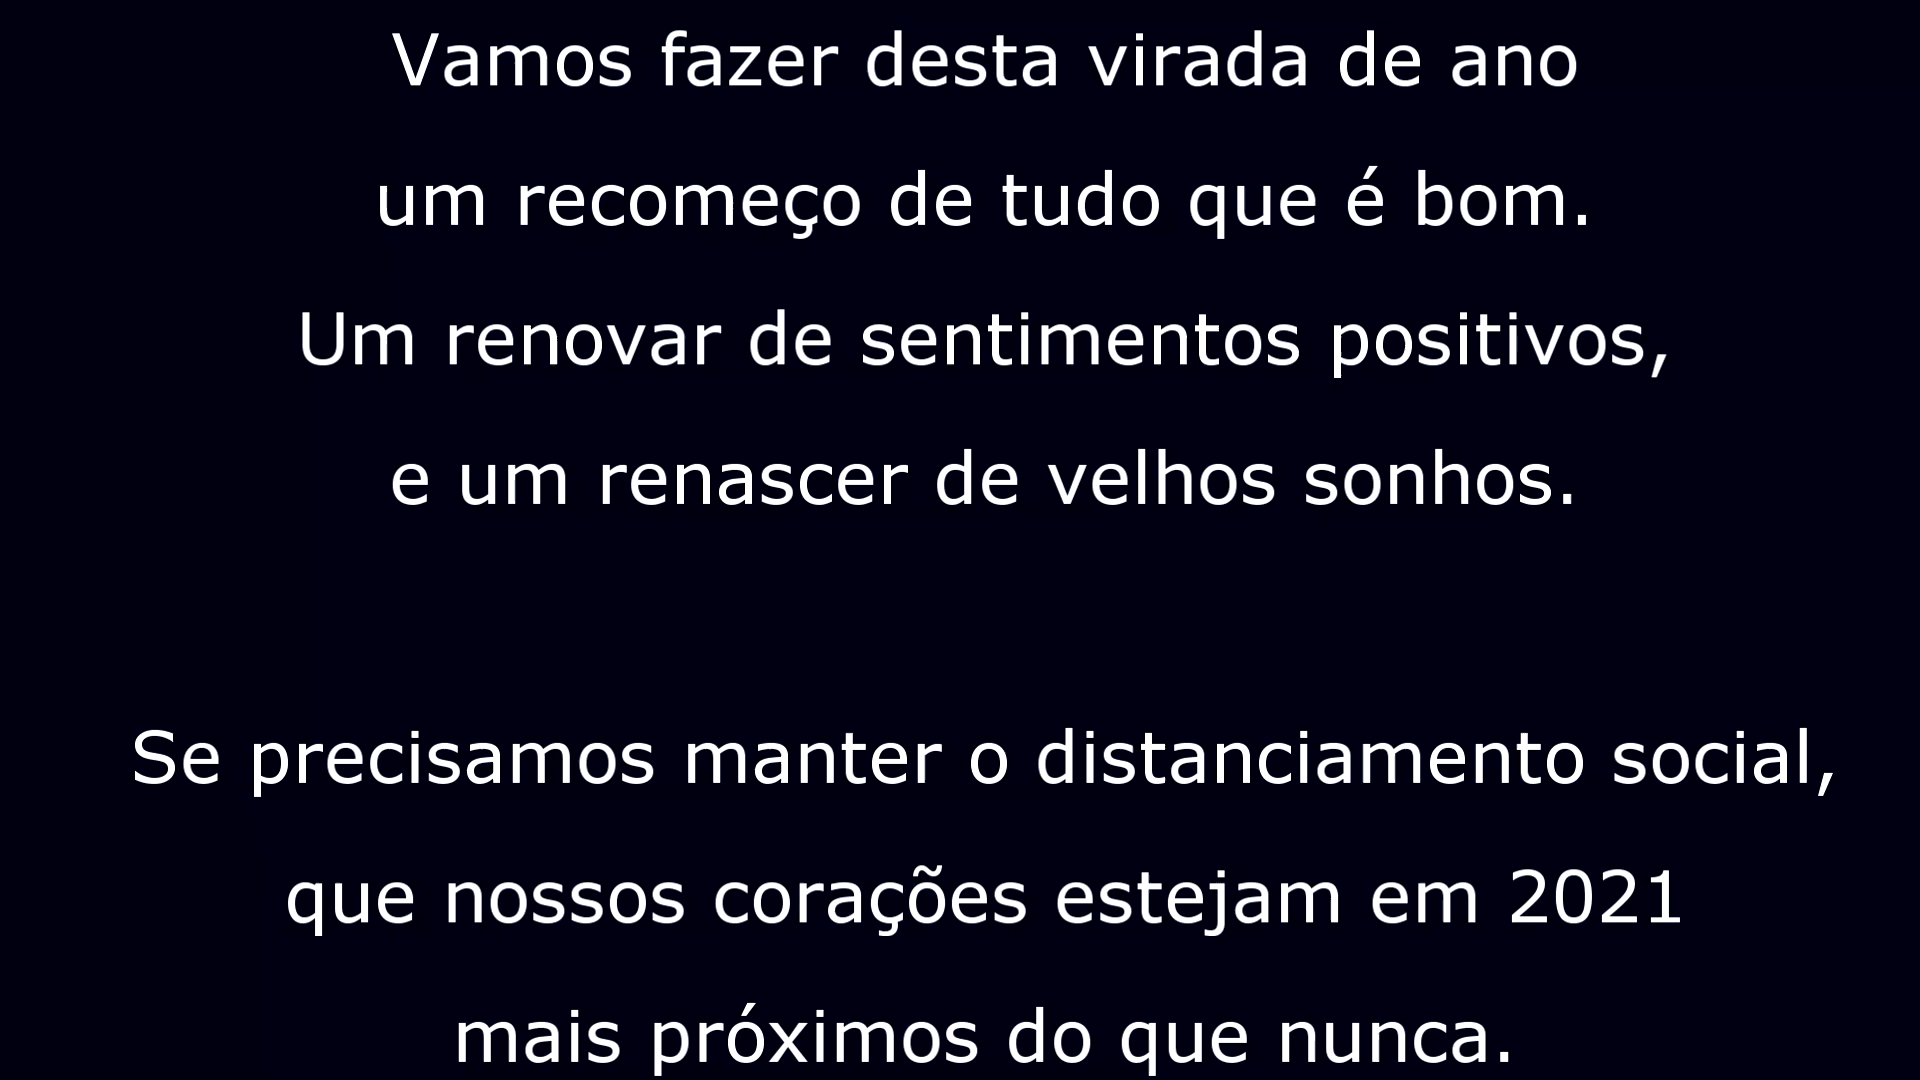 Vamos fazer desta virada de ano
um recomeço de tudo que é bom.
Um renovar de sentimentos positivos,
e um renascer de velhos sonhos.
Se precisamos manter o distanciamento social,
que nossos corações estejam em 2021
mais próximos do que nunca.